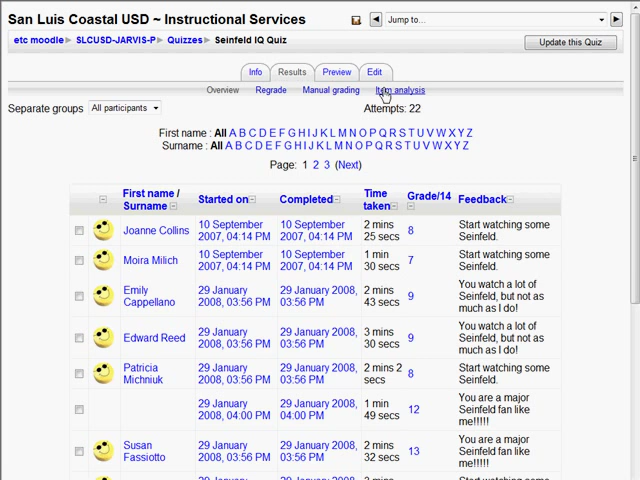 San Luis Coastal USD ~ Instructional Services
Jump to...
etc moodle ► SLCUSD-JARVIS-P ► Quizzes ► Seinfeld IQ Quiz
Update this Quiz
Info Results Preview Edit
Overview Regrade Manual grading Item analysis
Separate groups All participants Attempts: 22
First name : All A B C D E F G H I J K L M N O P Q R S T U V W X Y Z
Surname : All A B C D E F G H I J K L M N O P Q R S T U V W X Y Z
Page: 1 2 3 (Next)
First name / Surname Started on Completed Time taken Grade/14 Feedback
Joanne Collins 10 September 2007, 04:14 PM 10 September 2007, 04:14 PM 2 mins 25 secs 8 Start watching some Seinfeld.
Moira Milich 10 September 2007, 04:14 PM 10 September 2007, 04:14 PM 1 min 30 secs 7 Start watching some Seinfeld.
Emily Cappellano 29 January 2008, 03:56 PM 29 January 2008, 03:56 PM 2 mins 43 secs 9 You watch a lot of Seinfeld, but not as much as I do!
Edward Reed 29 January 2008, 03:56 PM 29 January 2008, 03:56 PM 3 mins 30 secs 9 You watch a lot of Seinfeld, but not as much as I do!
Patricia Michniuk 29 January 2008, 03:56 PM 29 January 2008, 03:56 PM 2 mins 2 secs 8 Start watching some Seinfeld.
29 January 2008, 04:00 PM 29 January 2008, 04:00 PM 1 min 49 secs 12 You are a major Seinfeld fan like me!!!!!
Susan Fassiotto 29 January 2008, 03:56 PM 29 January 2008, 03:56 PM 2 mins 32 secs 13 You are a major Seinfeld fan like me!!!!!